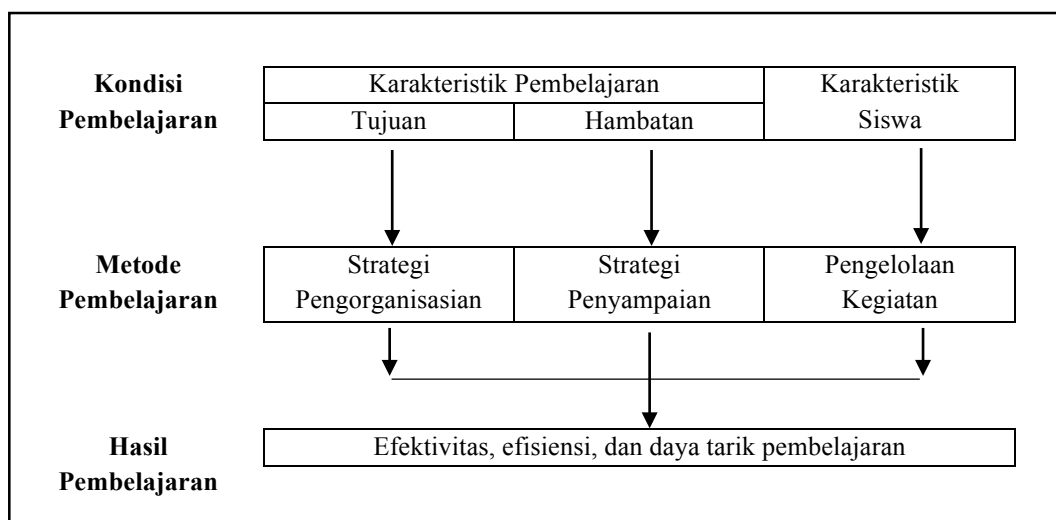 Kondisi
Pembelajaran
Karakteristik Pembelajaran
Karakteristik
Siswa
Tujuan
Hambatan
Metode
Pembelajaran
Strategi
Pengorganisasian
Strategi
Penyampaian
Pengelolaan
Kegiatan
Hasil
Pembelajaran
Efektivitas, efisiensi, dan daya tarik pembelajaran